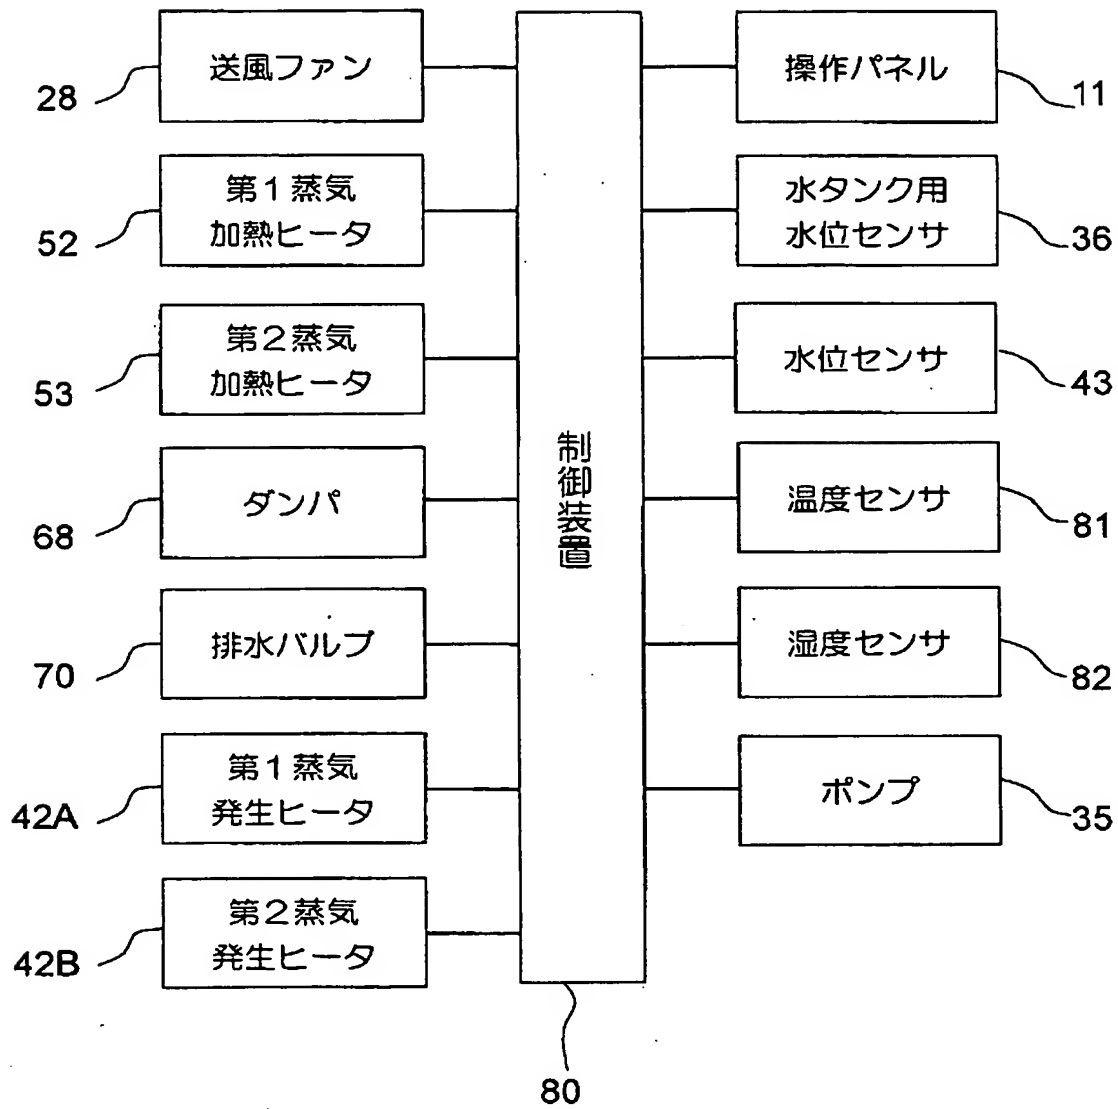 送風ファン
28
第1蒸気
加熱ヒータ
52
第2蒸気
加熱ヒータ
53
ダンパ
68
排水バルブ
70
第1蒸気
発生ヒータ
42A
第2蒸気
発生ヒータ
42B
制御装置
80
操作パネル
11
水タンク用
水位センサ
36
水位センサ
43
温度センサ
81
湿度センサ
82
ポンプ
35